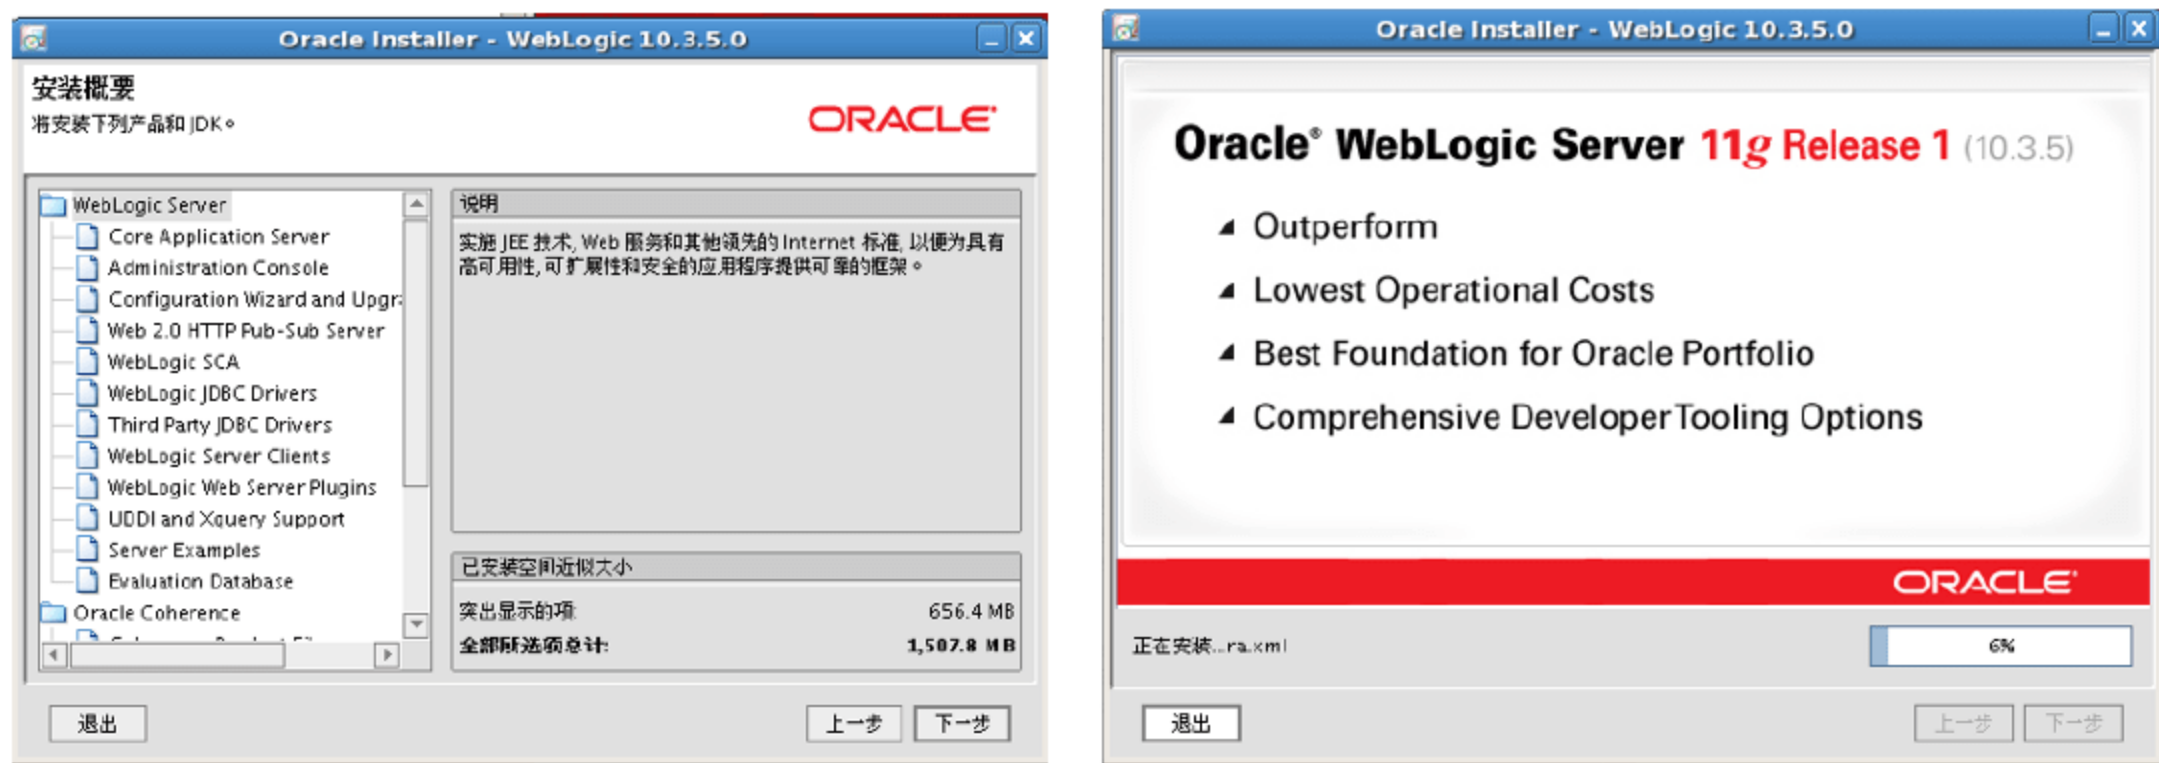 Oracle Installer - WebLogic 10.3.5.0
安装概要
将安装下列产品和 JDK。
ORACLE
WebLogic Server
Core Application Server
Administration Console
Configuration Wizard and Upgr
Web 2.0 HTTP Pub-Sub Server
WebLogic SCA
WebLogic JDBC Drivers
Third Party JDBC Drivers
WebLogic Server Clients
WebLogic Web Server Plugins
UDDI and Xquery Support
Server Examples
Evaluation Database
Oracle Coherence
说明
实施 JEE 技术, Web 服务和其他领先的 Internet 标准, 以便为具有
高可用性, 可扩展性和安全的应用程序提供可靠的框架。
已安装空间近似大小
突出显示的项: 656.4 MB
全部所选项总计: 1,507.8 MB
退出 上一步 下一步
Oracle Installer - WebLogic 10.3.5.0
Oracle® WebLogic Server 11g Release 1 (10.3.5)
Outperform
Lowest Operational Costs
Best Foundation for Oracle Portfolio
Comprehensive Developer Tooling Options
ORACLE
正在安装...ra.xml 6%
退出 上一步 下一步